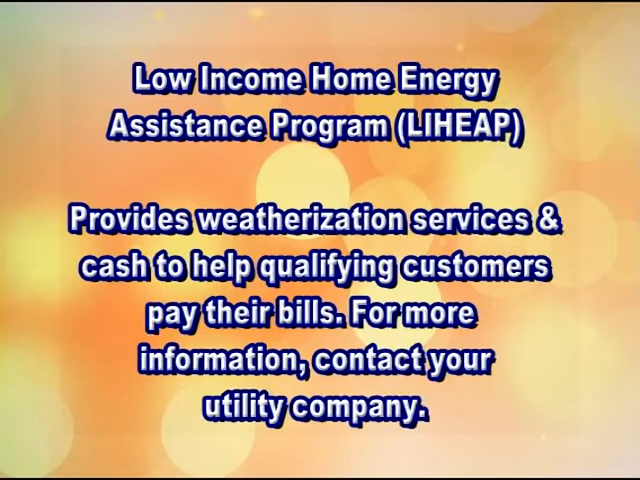 Low Income Home Energy
Assistance Program (LIHEAP)
Provides weatherization services &
cash to help qualifying customers
pay their bills. For more
information, contact your
utility company.